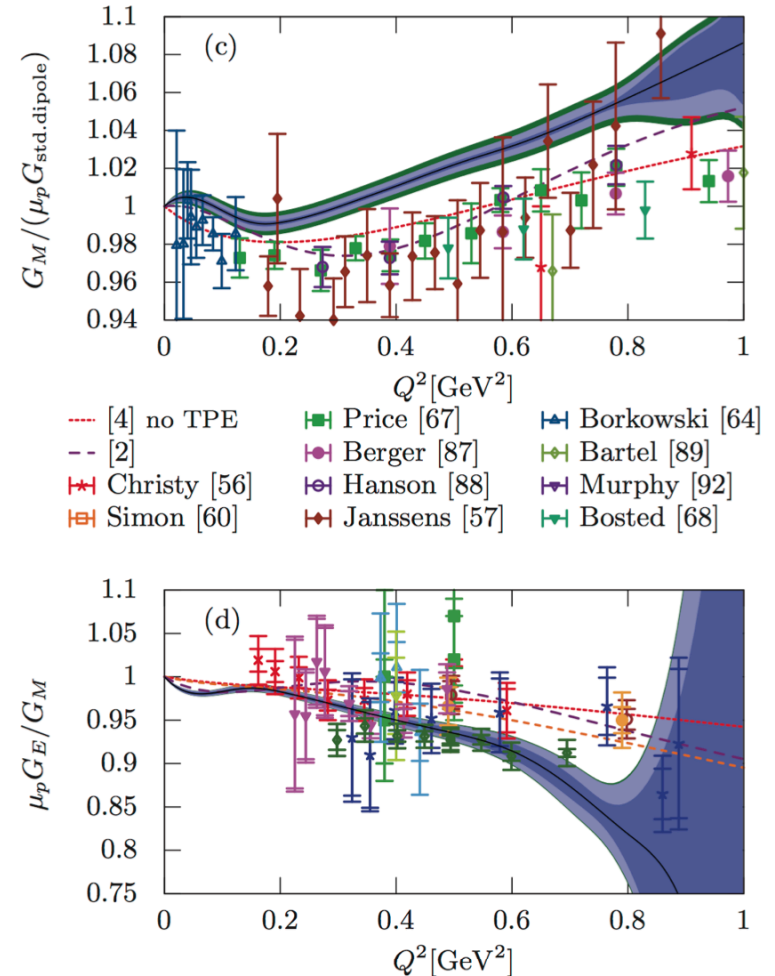 1.1
(c)
1.08
1.06
1.04
1.02
1
0.98
0.96
0.94
G_M/(μ_pG_std.dipole)
0 0.2 0.4 0.6 0.8 1
Q²[GeV²]
[4] no TPE Price [67] Borkowski [64]
[2] Berger [87] Bartel [89]
Christy [56] Hanson [88] Murphy [92]
Simon [60] Janssens [57] Bosted [68]
1.1
(d)
1.05
1
0.95
0.9
0.85
0.8
0.75
μ_pG_E/G_M
0 0.2 0.4 0.6 0.8 1
Q²[GeV²]